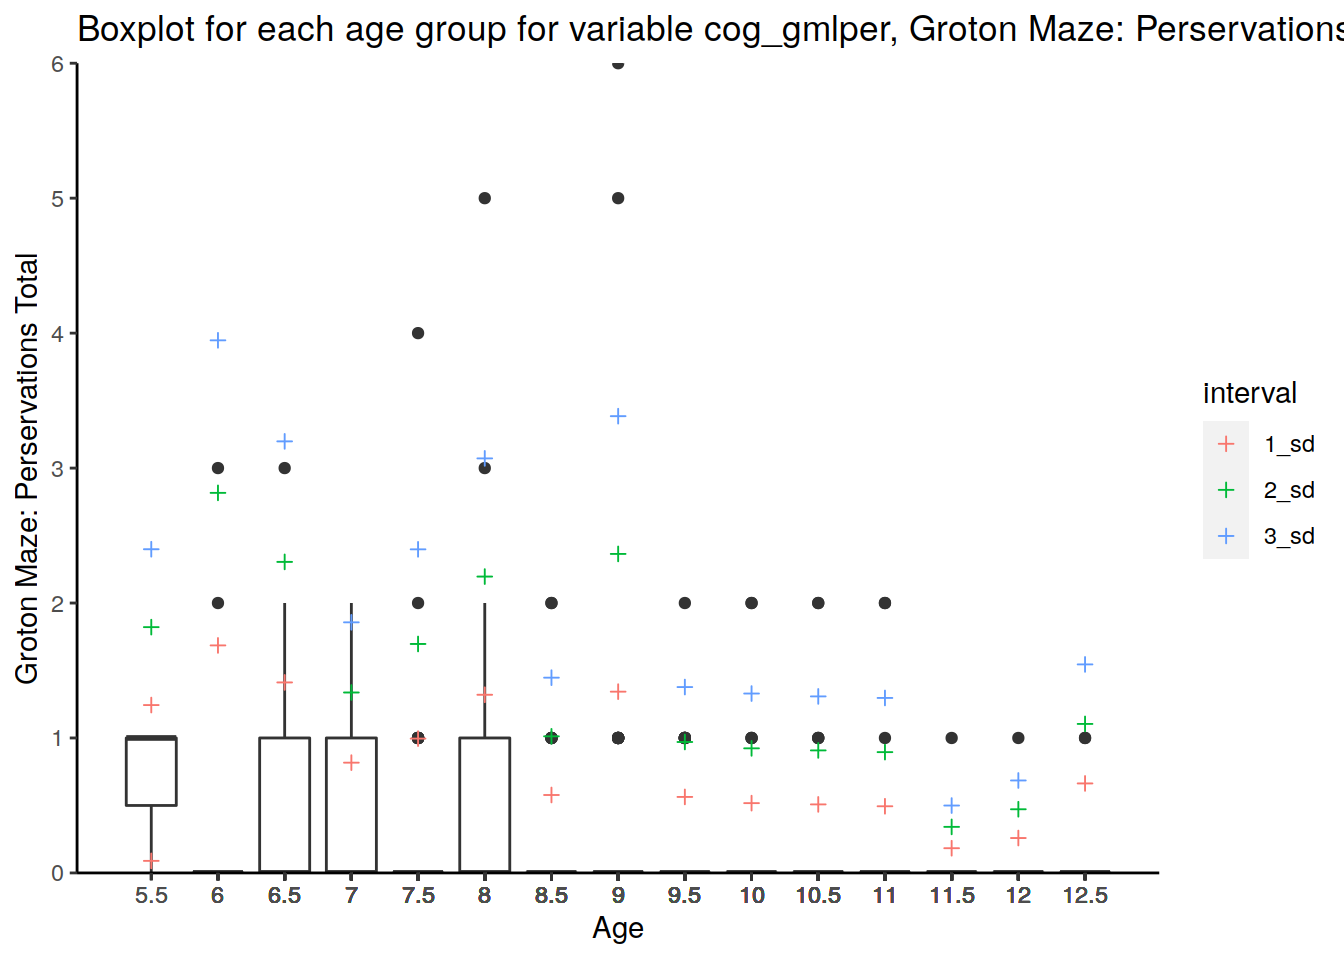 Boxplot for each age group for variable cog_gmlper, Groton Maze: Perservations
Groton Maze: Perservations Total
6
5
4
3
2
1
0
5.5 6 6.5 7 7.5 8 8.5 9 9.5 10 10.5 11 11.5 12 12.5
Age
interval
1_sd
2_sd
3_sd